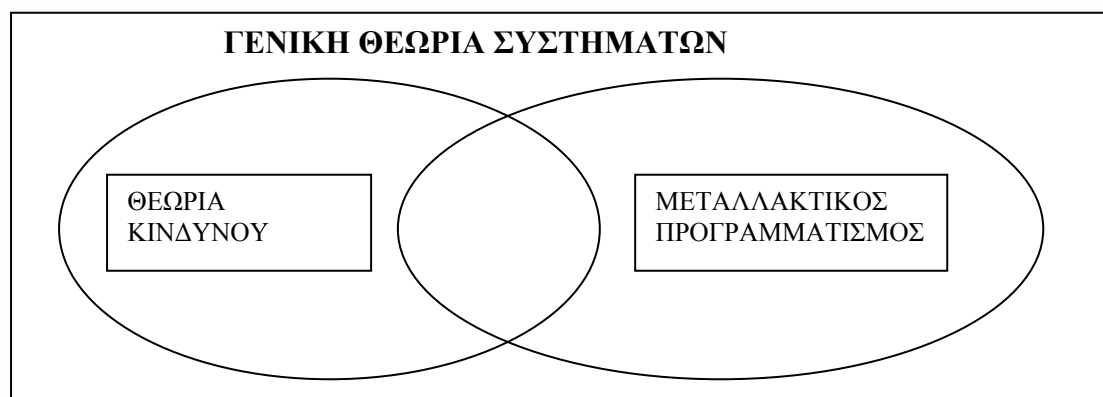 ΓΕΝΙΚΗ ΘΕΩΡΙΑ ΣΥΣΤΗΜΑΤΩΝ
ΘΕΩΡΙΑ
ΚΙΝΔΥΝΟΥ
ΜΕΤΑΛΛΑΚΤΙΚΟΣ
ΠΡΟΓΡΑΜΜΑΤΙΣΜΟΣ